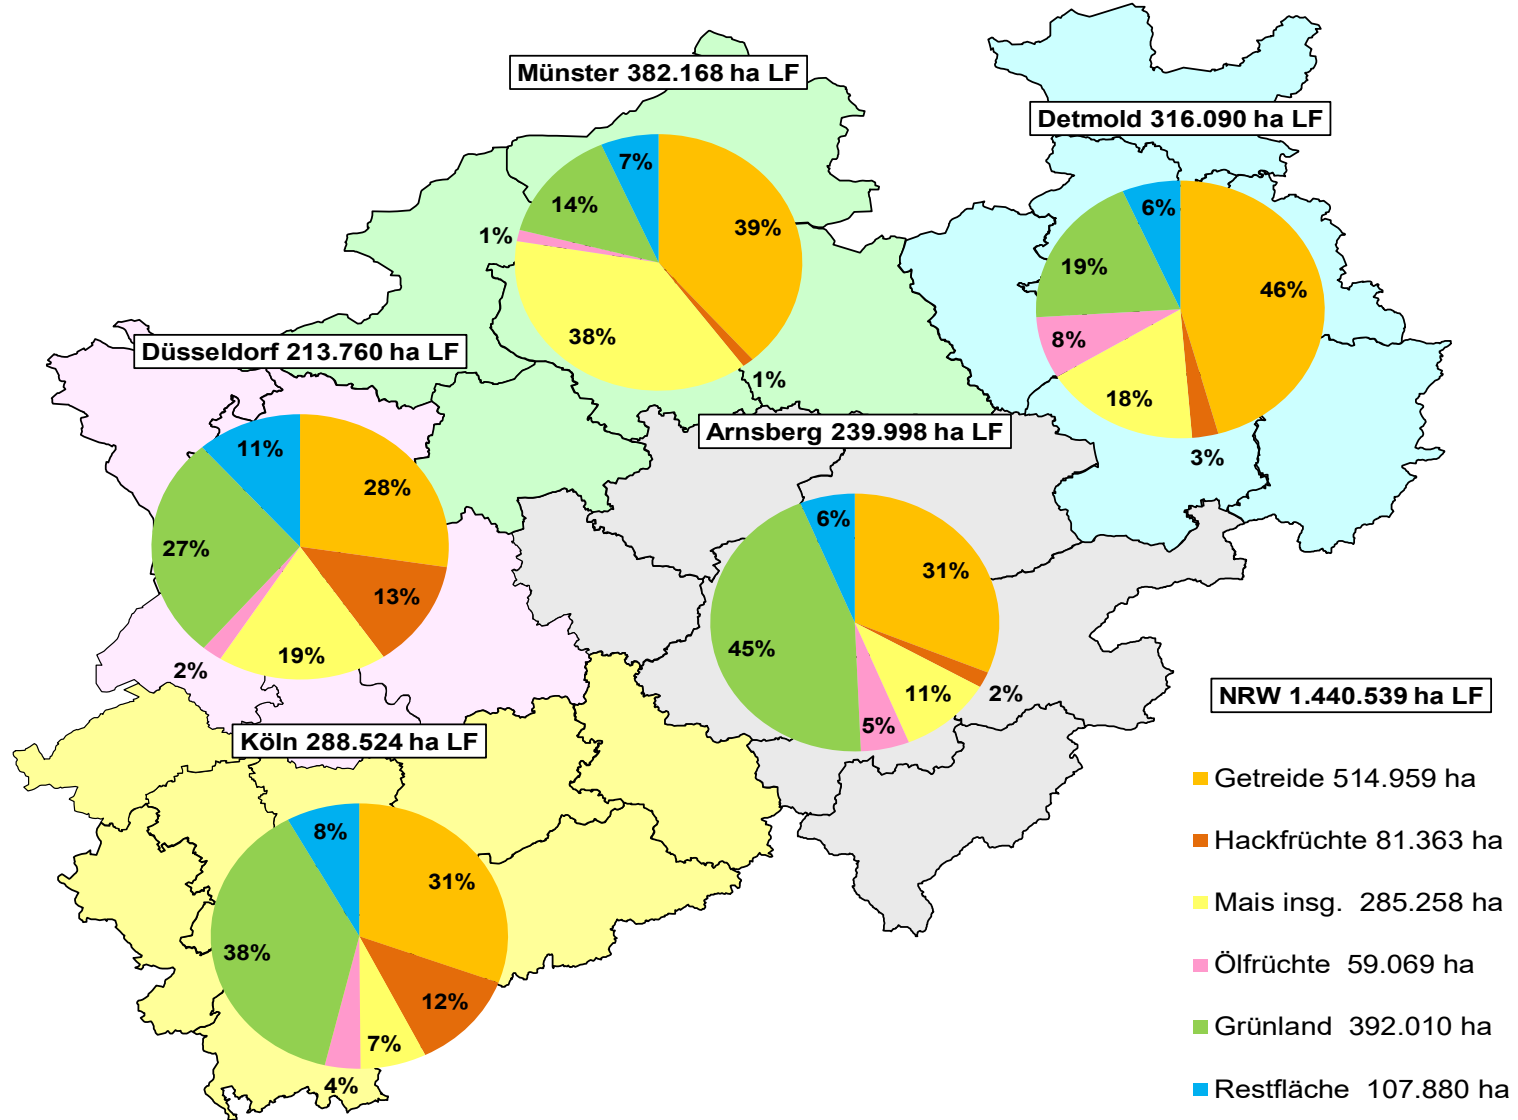 Münster 382.168 ha LF
7%
39%
14%
1%
38%
1%
Detmold 316.090 ha LF
6%
46%
19%
8%
18%
3%
Düsseldorf 213.760 ha LF
11%
28%
27%
13%
19%
2%
Arnsberg 239.998 ha LF
6%
31%
45%
11%
2%
5%
Köln 288.524 ha LF
8%
31%
38%
12%
7%
4%
NRW 1.440.539 ha LF
Getreide 514.959 ha
Hackfrüchte 81.363 ha
Mais insg. 285.258 ha
Ölfrüchte 59.069 ha
Grünland 392.010 ha
Restfläche 107.880 ha